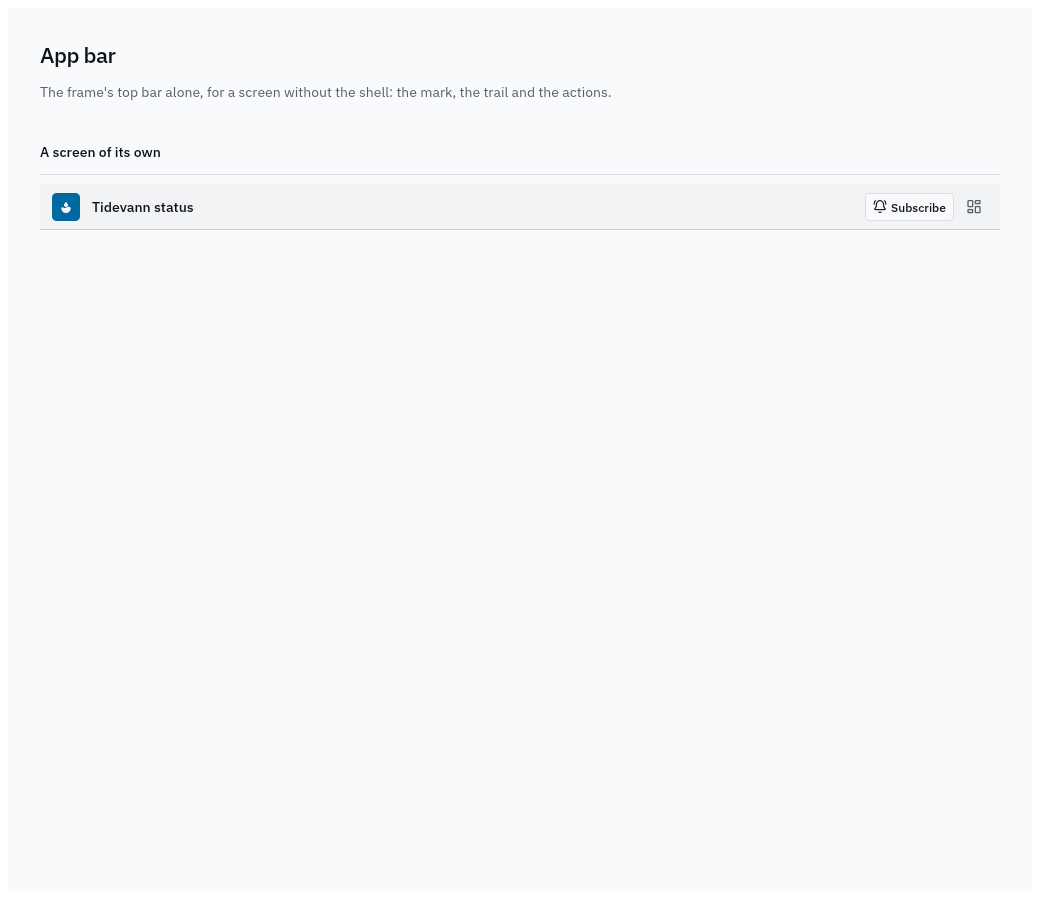 App bar
The frame's top bar alone, for a screen without the shell: the mark, the trail and the actions.
A screen of its own
Tidevann status
Subscribe